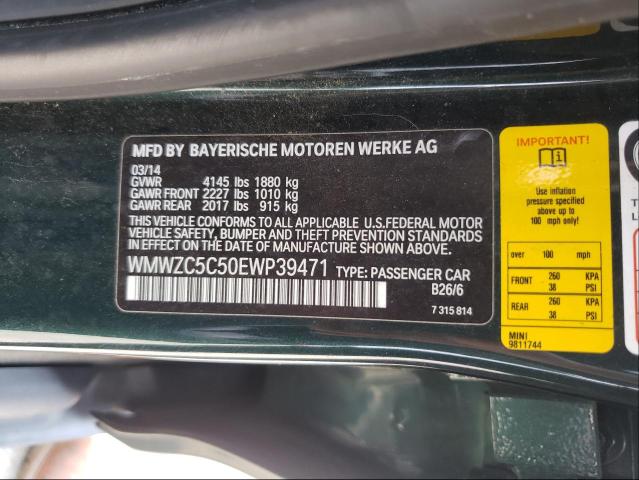 MFD BY BAYERISCHE MOTOREN WERKE AG
03/14
GVWR 4145 lbs 1880 kg
GAWR FRONT 2227 lbs 1010 kg
GAWR REAR 2017 lbs 915 kg
THIS VEHICLE CONFORMS TO ALL APPLICABLE U.S.FEDERAL MOTOR
VEHICLE SAFETY, BUMPER AND THEFT PREVENTION STANDARDS
IN EFFECT ON THE DATE OF MANUFACTURE SHOWN ABOVE.
WMWZC5C50EWP39471 TYPE: PASSENGER CAR
B26/6
7 315 814
IMPORTANT!
Use inflation
pressure specified
above up to
100 mph only!
over 100 mph
FRONT 260 KPA
38 PSI
REAR 260 KPA
38 PSI
MINI
9811744